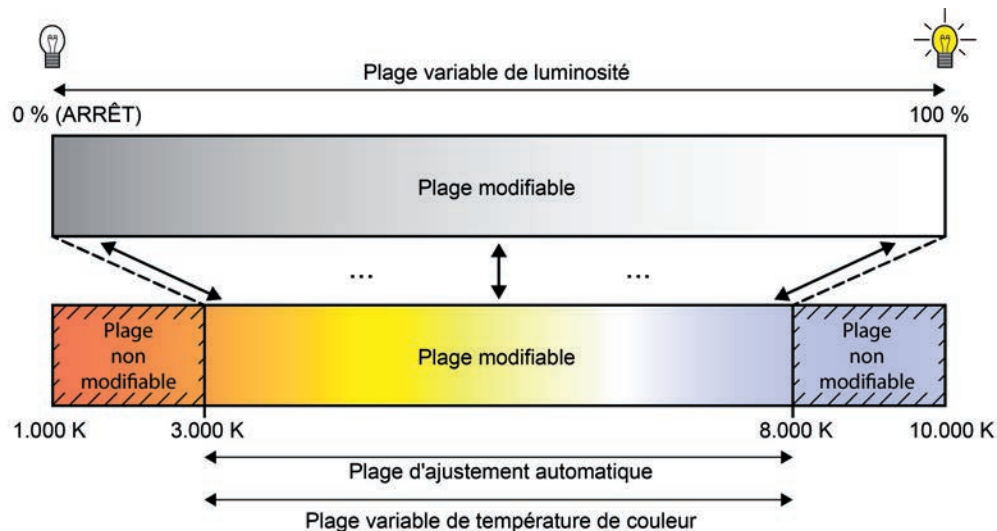 Plage variable de luminosité
0 % (ARRÊT)
100 %
Plage modifiable
...
...
Plage
non
modifiable
Plage modifiable
Plage
non
modifiable
1.000 K
3.000 K
8.000 K
10.000 K
Plage d'ajustement automatique
Plage variable de température de couleur